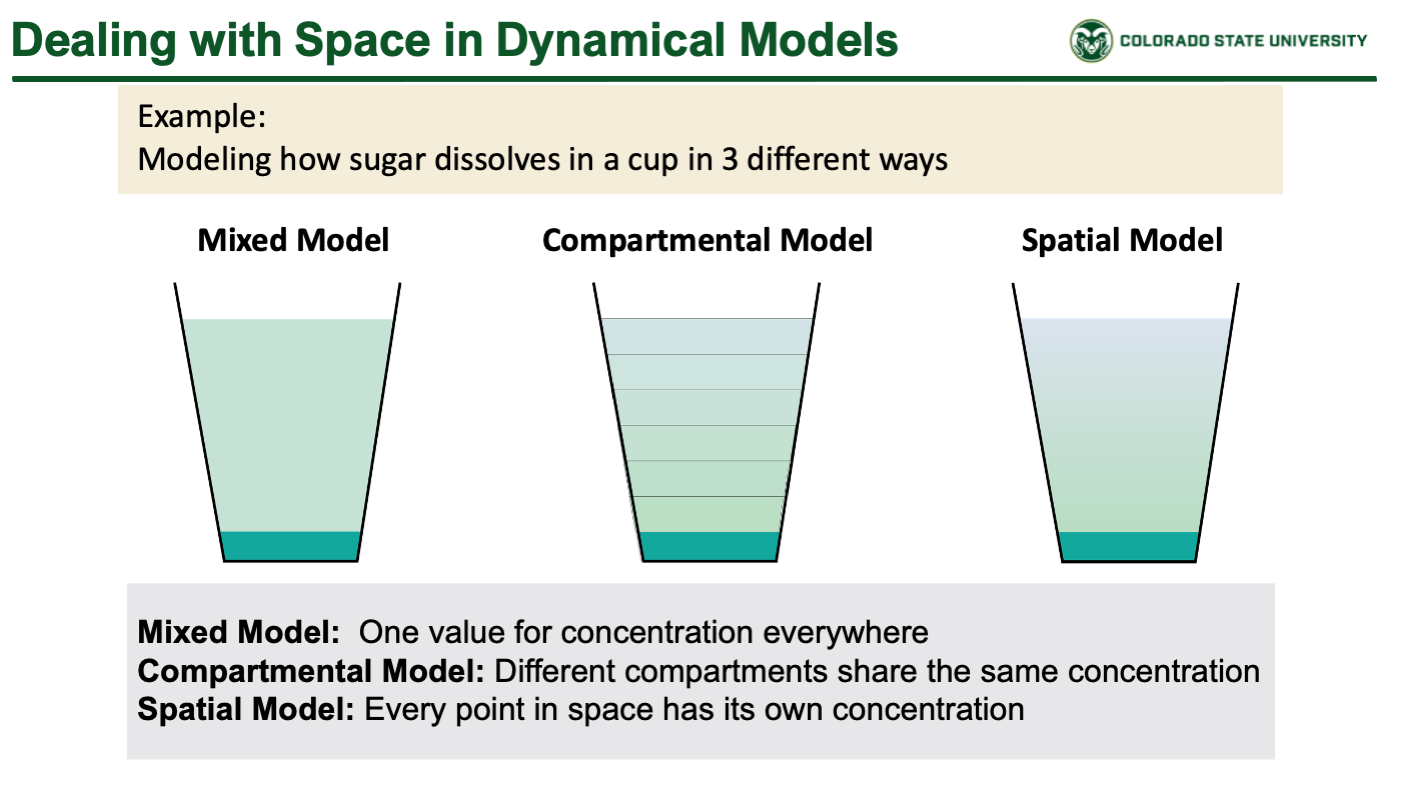 Dealing with Space in Dynamical Models
COLORADO STATE UNIVERSITY
Example:
Modeling how sugar dissolves in a cup in 3 different ways
Mixed Model
Compartmental Model
Spatial Model
Mixed Model: One value for concentration everywhere
Compartmental Model: Different compartments share the same concentration
Spatial Model: Every point in space has its own concentration